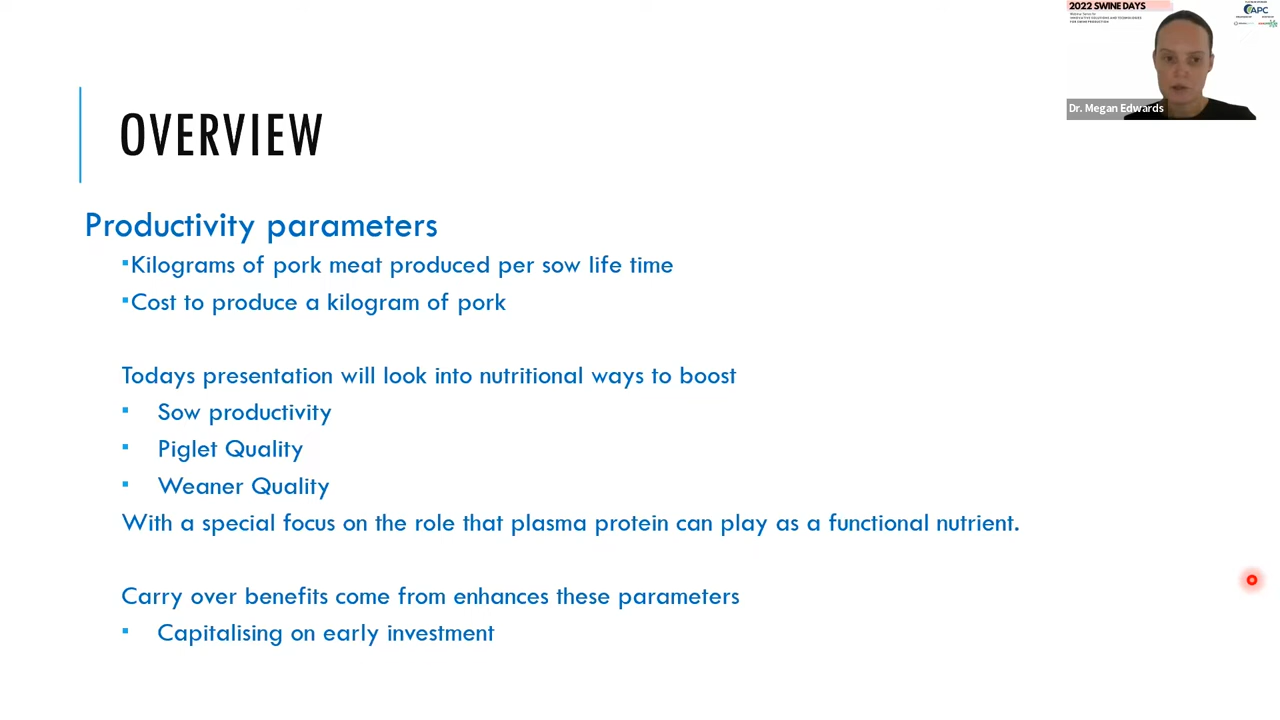 2022 SWINE DAYS
APC
Dr. Megan Edwards
OVERVIEW
Productivity parameters
▪Kilograms of pork meat produced per sow life time
▪Cost to produce a kilogram of pork
Todays presentation will look into nutritional ways to boost
▪ Sow productivity
▪ Piglet Quality
▪ Weaner Quality
With a special focus on the role that plasma protein can play as a functional nutrient.
Carry over benefits come from enhances these parameters
▪ Capitalising on early investment